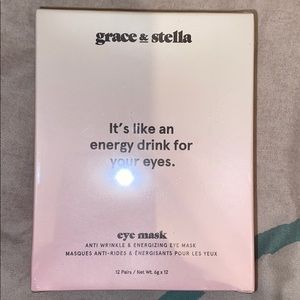 grace & stella
It's like an
energy drink for
your eyes.
eye mask
ANTI WRINKLE & ENERGIZING EYE MASK
MASQUES ANTI-RIDES & ÉNERGISANTS POUR LES YEUX
12 Pairs / Net Wt. 6g x 12